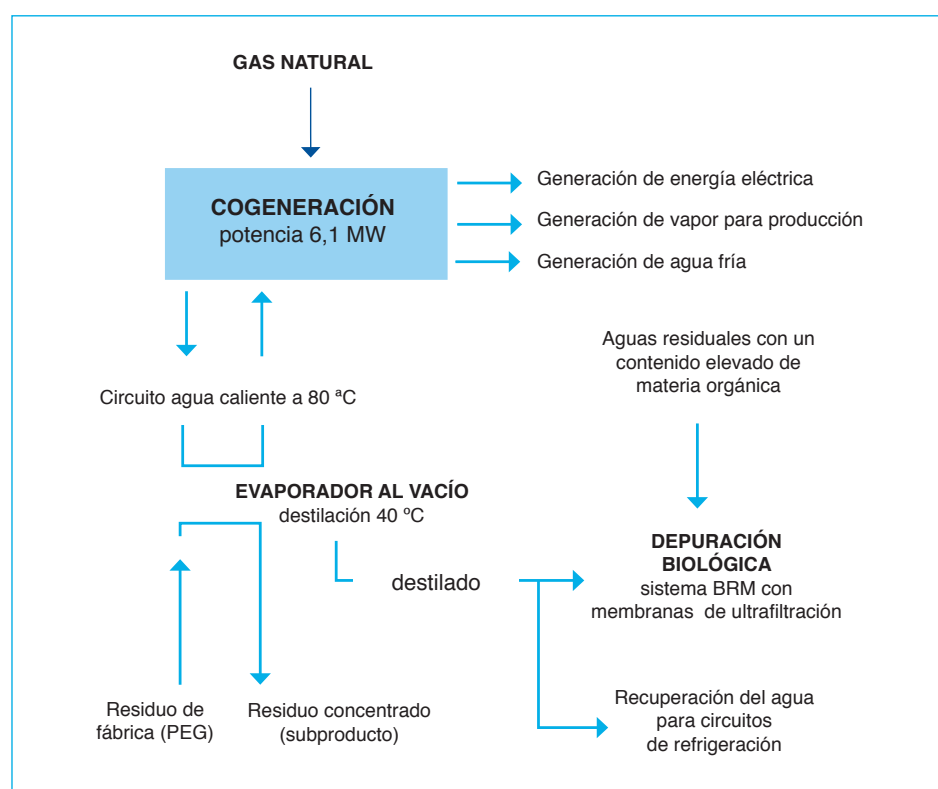 GAS NATURAL
COGENERACIÓN
potencia 6,1 MW
Generación de energía eléctrica
Generación de vapor para producción
Generación de agua fría
Aguas residuales con un
contenido elevado de
materia orgánica
Circuito agua caliente a 80 ªC
EVAPORADOR AL VACÍO
destilación 40 ºC
destilado
DEPURACIÓN
BIOLÓGICA
sistema BRM con
membranas de ultrafiltración
Residuo de
fábrica (PEG)
Residuo concentrado
(subproducto)
Recuperación del agua
para circuitos
de refrigeración